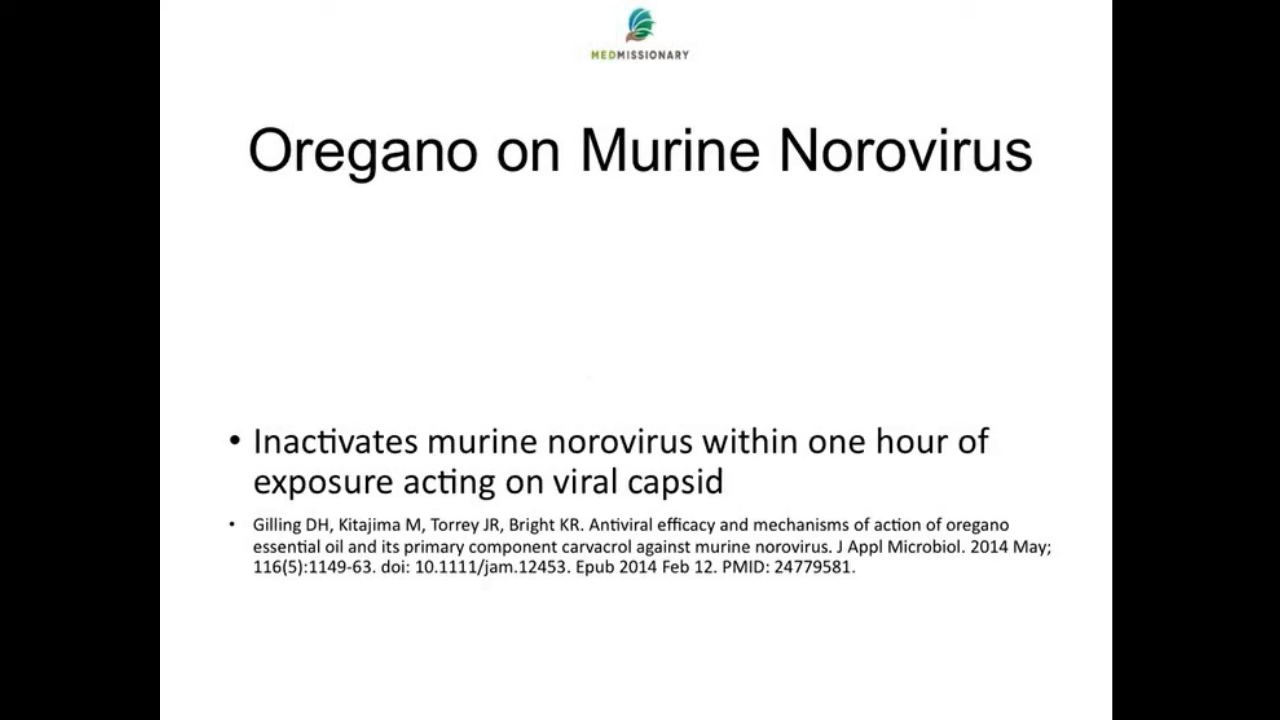 MEDMISSIONARY
Oregano on Murine Norovirus
• Inactivates murine norovirus within one hour of
exposure acting on viral capsid
• Gilling DH, Kitajima M, Torrey JR, Bright KR. Antiviral efficacy and mechanisms of action of oregano
essential oil and its primary component carvacrol against murine norovirus. J Appl Microbiol. 2014 May;
116(5):1149-63. doi: 10.1111/jam.12453. Epub 2014 Feb 12. PMID: 24779581.